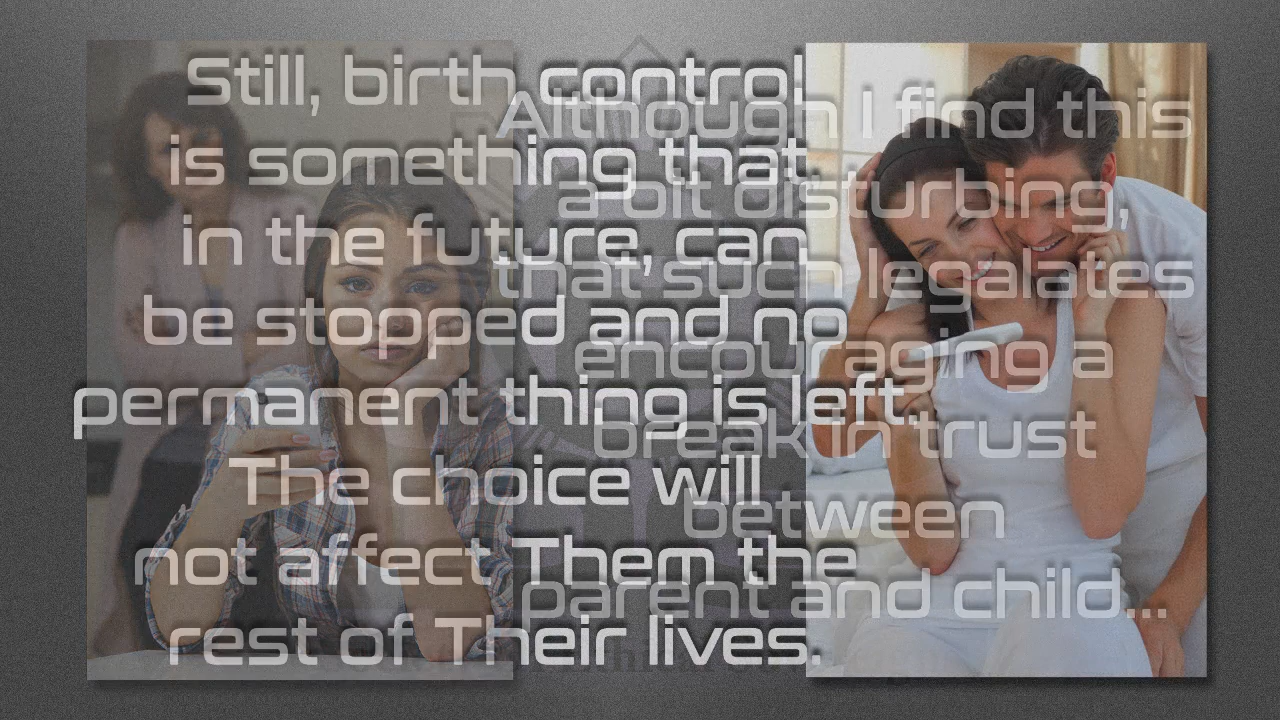 Still, birth control
is something that,
in the future, can
be stopped and no
permanent thing is left.
The choice will
not affect Them the
rest of Their lives.
Although I find this
a bit disturbing,
that such legalates
encouraging a
break in trust
between
parent and child...